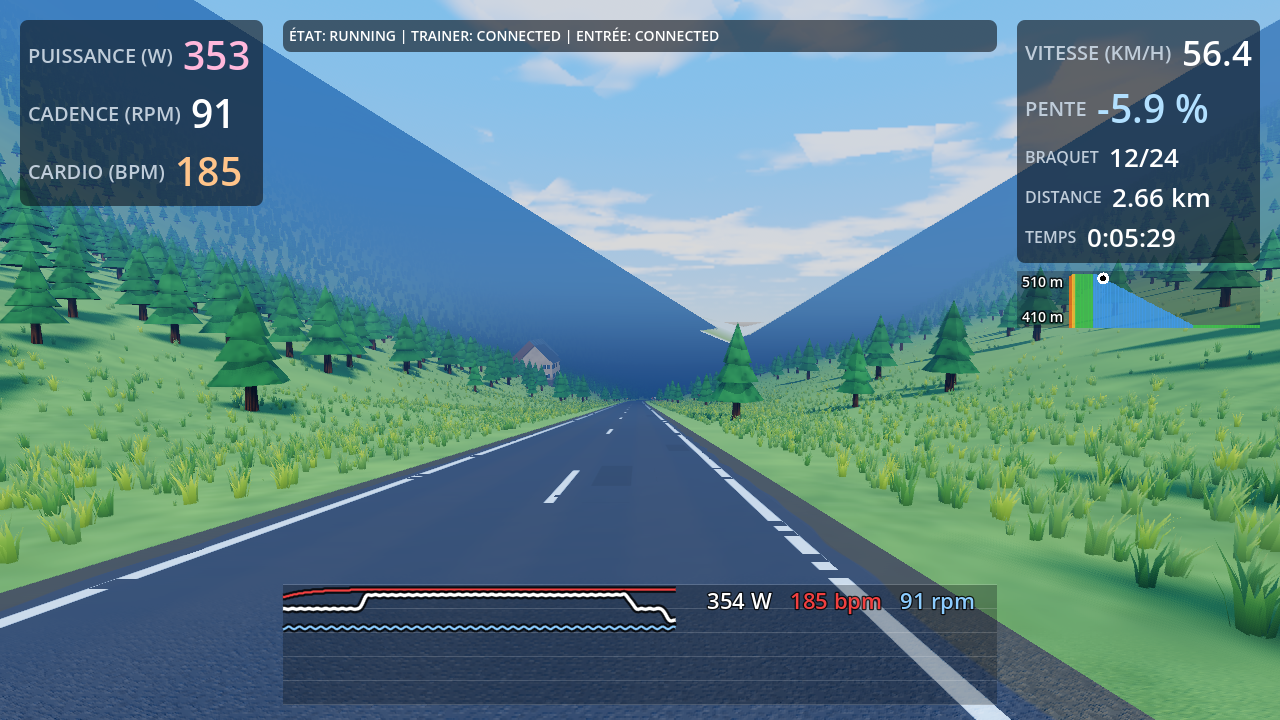 PUISSANCE (W) 353
CADENCE (RPM) 91
CARDIO (BPM) 185
ÉTAT: RUNNING | TRAINER: CONNECTED | ENTRÉE: CONNECTED
VITESSE (KM/H) 56.4
PENTE -5.9 %
BRAQUET 12/24
DISTANCE 2.66 km
TEMPS 0:05:29
510 m
410 m
354 W 185 bpm 91 rpm